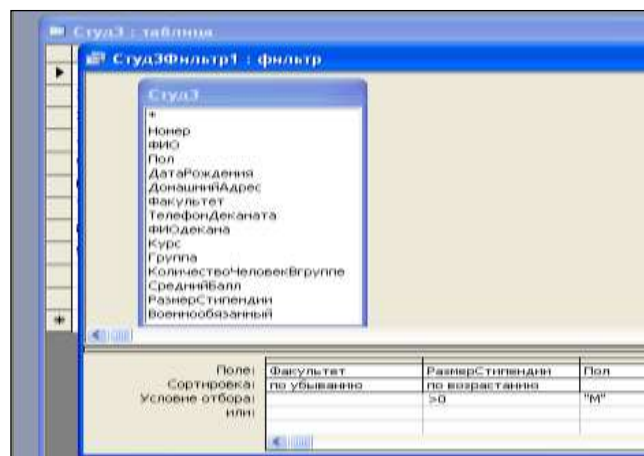 Студ3 : таблица
Студ3Фильтр1 : фильтр
Студ3
*
Номер
ФИО
Пол
ДатаРождения
ДомашнийАдрес
Факультет
ТелефонДеканата
ФИОдекана
Курс
Группа
КоличествоЧеловекВгруппе
СреднийБалл
РазмерСтипендии
Военнообязанный
Поле: Факультет РазмерСтипендии Пол
Сортировка: по убыванию по возрастанию
Условие отбора: >0 "М"
или: